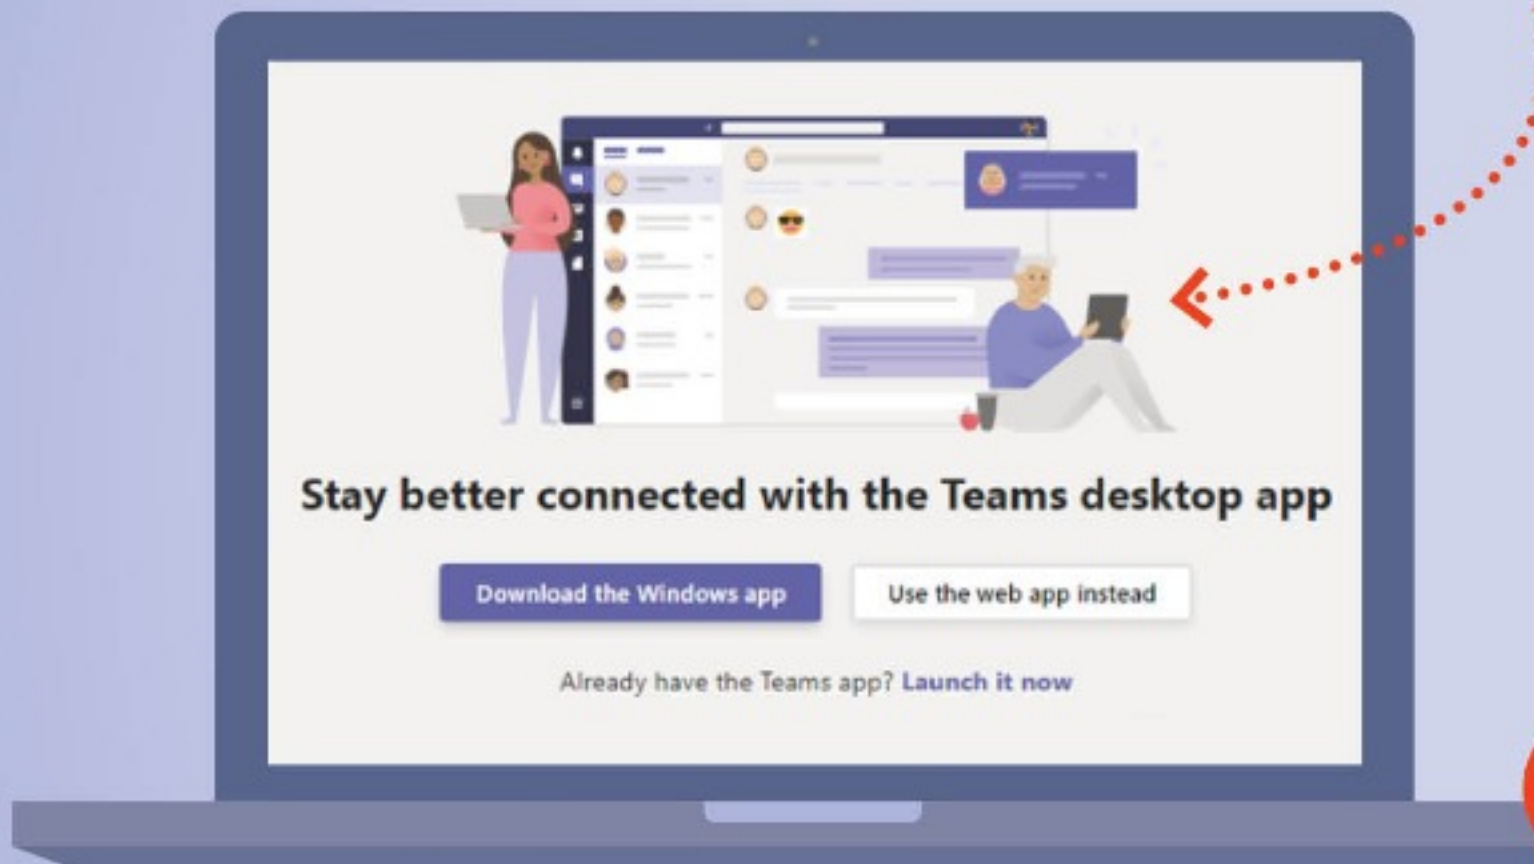 Stay better connected with the Teams desktop app
Download the Windows app
Use the web app instead
Already have the Teams app? Launch it now